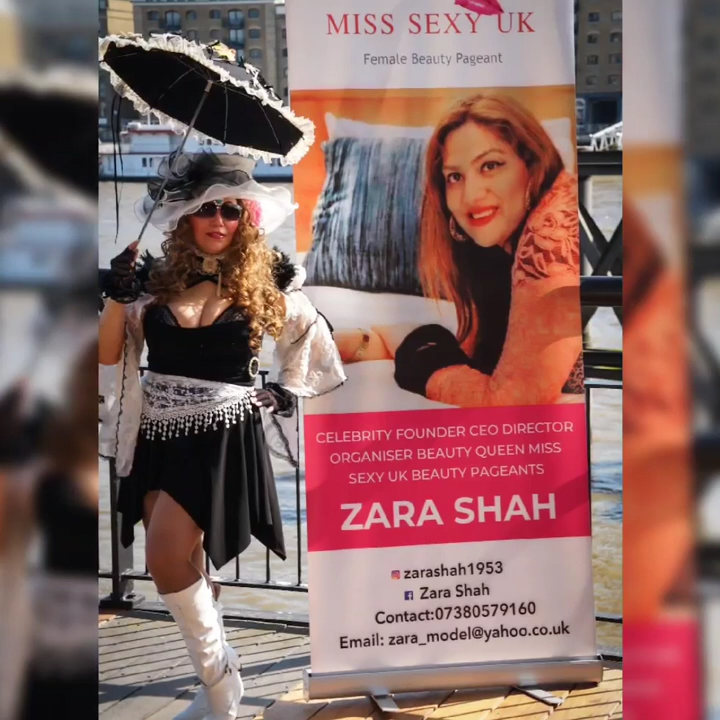 MISS SEXY UK
Female Beauty Pageant
CELEBRITY FOUNDER CEO DIRECTOR
ORGANISER BEAUTY QUEEN MISS
SEXY UK BEAUTY PAGEANTS
ZARA SHAH
zarashah1953
Zara Shah
Contact:07380579160
Email: zara_model@yahoo.co.uk